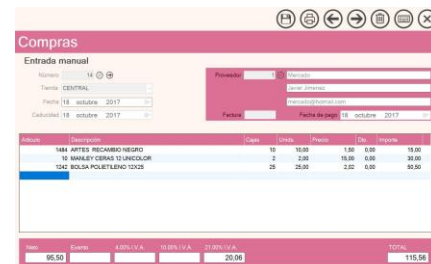 Compras
Entrada manual
Número 14 Proveedor 1 Mercado
Tienda CENTRAL Javier Jimenez
Fecha 18 octubre 2017 mercado@hotmail.com
Caducidad 18 octubre 2017 Factura Fecha de pago 18 octubre 2017
Artículo Descripción Cajas Unids. Precio Dto. Importe
1484 ARTES RECAMBIO NEGRO 10 10,00 1,50 0,00 15,00
10 MANLEY CERAS 12 UNICOLOR 2 2,00 15,00 0,00 30,00
1242 BOLSA POLIETILENO 12X25 25 25,00 2,02 0,00 50,50
Neto Exento 4,00% I.V.A. 10,00% I.V.A. 21,00% I.V.A. TOTAL
95,50 20,06 115,56